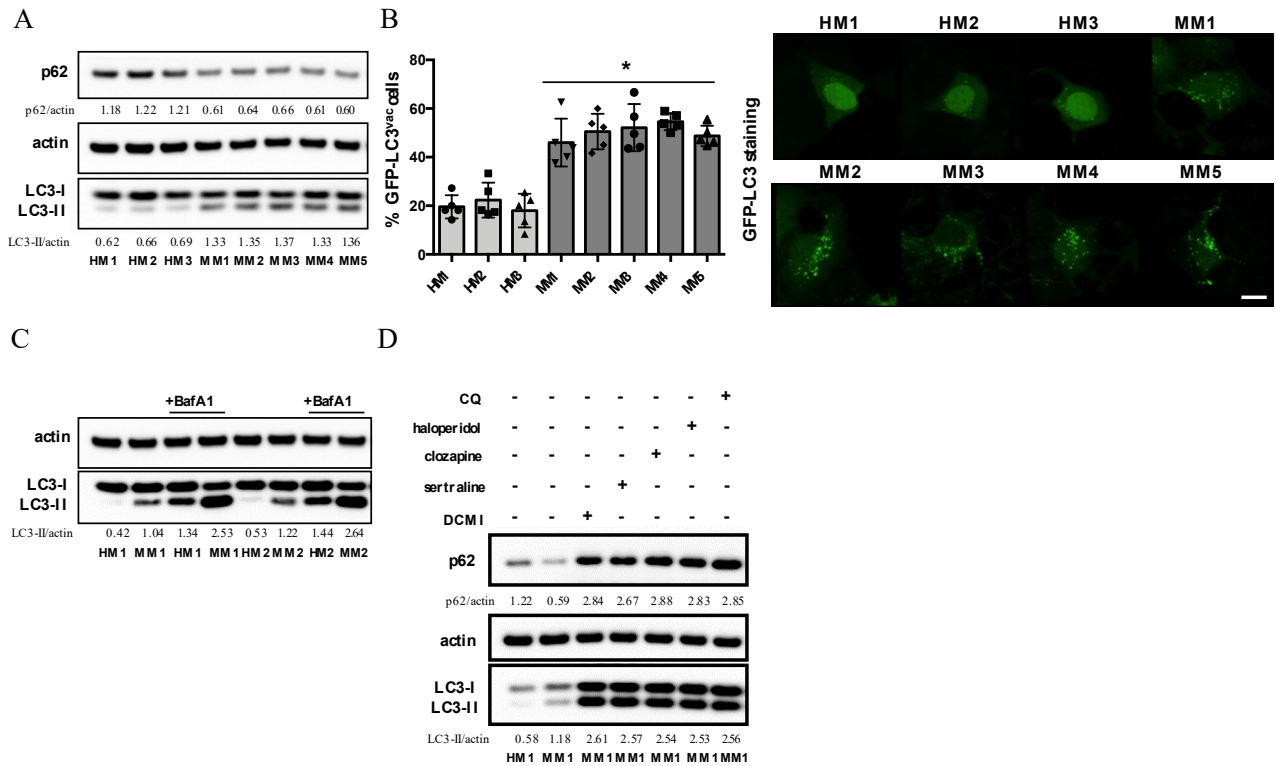 A
p62
p62/actin 1.18 1.22 1.21 0.61 0.64 0.66 0.61 0.60
actin
LC3-I
LC3-II
LC3-II/actin 0.62 0.66 0.69 1.33 1.35 1.37 1.33 1.36
HM1 HM2 HM3 MM1 MM2 MM3 MM4 MM5
B
*
% GFP-LC3vac cells
80
60
40
20
0
HM1 HM2 HM3 MM1 MM2 MM3 MM4 MM5
GFP-LC3 staining
HM1 HM2 HM3 MM1
MM2 MM3 MM4 MM5
C
+BafA1 +BafA1
actin
LC3-I
LC3-II
LC3-II/actin 0.42 1.04 1.34 2.53 0.53 1.22 1.44 2.64
HM1 MM1 HM1 MM1 HM2 MM2 HM2 MM2
D
CQ - - - - - - +
haloperidol - - - - - + -
clozapine - - - - + - -
sertraline - - - + - - -
DCMI - - + - - - -
p62
p62/actin 1.22 0.59 2.84 2.67 2.88 2.83 2.85
actin
LC3-I
LC3-II
LC3-II/actin 0.58 1.18 2.61 2.57 2.54 2.53 2.56
HM1 MM1 MM1 MM1 MM1 MM1 MM1